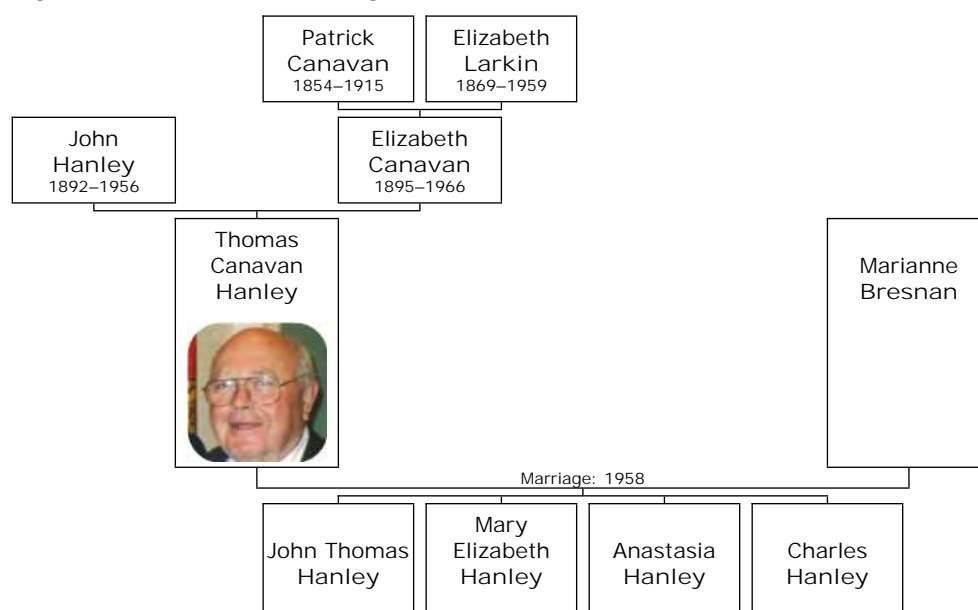 Patrick
Canavan
1854–1915
Elizabeth
Larkin
1869–1959
John
Hanley
1892–1956
Elizabeth
Canavan
1895–1966
Thomas
Canavan
Hanley
Marianne
Bresnan
Marriage: 1958
John Thomas
Hanley
Mary
Elizabeth
Hanley
Anastasia
Hanley
Charles
Hanley